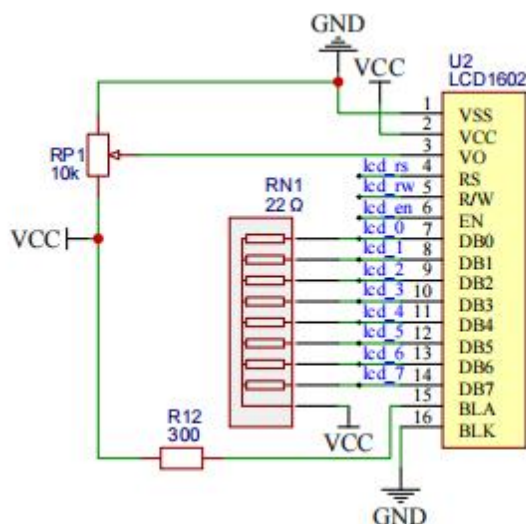 GND
U2
LCD1602
VCC
1
VSS
2
VCC
3
VO
RP1
10k
lcd_rs
4
RS
lcd_rw
5
R/W
lcd_en
6
EN
RN1
22 Ω
lcd_0
7
DB0
lcd_1
8
DB1
lcd_2
9
DB2
lcd_3
10
DB3
lcd_4
11
DB4
lcd_5
12
DB5
lcd_6
13
DB6
lcd_7
14
DB7
15
BLA
16
BLK
VCC
VCC
R12
300
GND